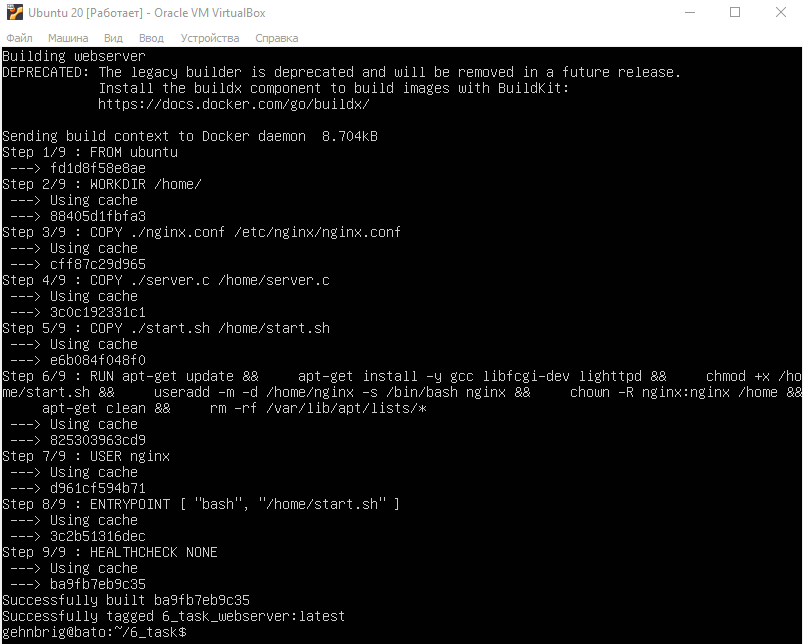 Ubuntu 20 [Работает] - Oracle VM VirtualBox
Файл Машина Вид Ввод Устройства Справка
Building webserver
DEPRECATED: The legacy builder is deprecated and will be removed in a future release.
            Install the buildx component to build images with BuildKit:
            https://docs.docker.com/go/buildx/

Sending build context to Docker daemon  8.704kB
Step 1/9 : FROM ubuntu
 ---> fd1d8f58e8ae
Step 2/9 : WORKDIR /home/
 ---> Using cache
 ---> 88405d1fbfa3
Step 3/9 : COPY ./nginx.conf /etc/nginx/nginx.conf
 ---> Using cache
 ---> cff87c29d965
Step 4/9 : COPY ./server.c /home/server.c
 ---> Using cache
 ---> 3c0c192331c1
Step 5/9 : COPY ./start.sh /home/start.sh
 ---> Using cache
 ---> e6b084f048f0
Step 6/9 : RUN apt-get update &&     apt-get install -y gcc libfcgi-dev lighttpd &&     chmod +x /ho
me/start.sh &&     useradd -m -d /home/nginx -s /bin/bash nginx &&     chown -R nginx:nginx /home &&
     apt-get clean &&     rm -rf /var/lib/apt/lists/*
 ---> Using cache
 ---> 825303963cd9
Step 7/9 : USER nginx
 ---> Using cache
 ---> d961cf594b71
Step 8/9 : ENTRYPOINT [ "bash", "/home/start.sh" ]
 ---> Using cache
 ---> 3c2b51316dec
Step 9/9 : HEALTHCHECK NONE
 ---> Using cache
 ---> ba9fb7eb9c35
Successfully built ba9fb7eb9c35
Successfully tagged 6_task_webserver:latest
gehnbrig@bato:~/6_task$